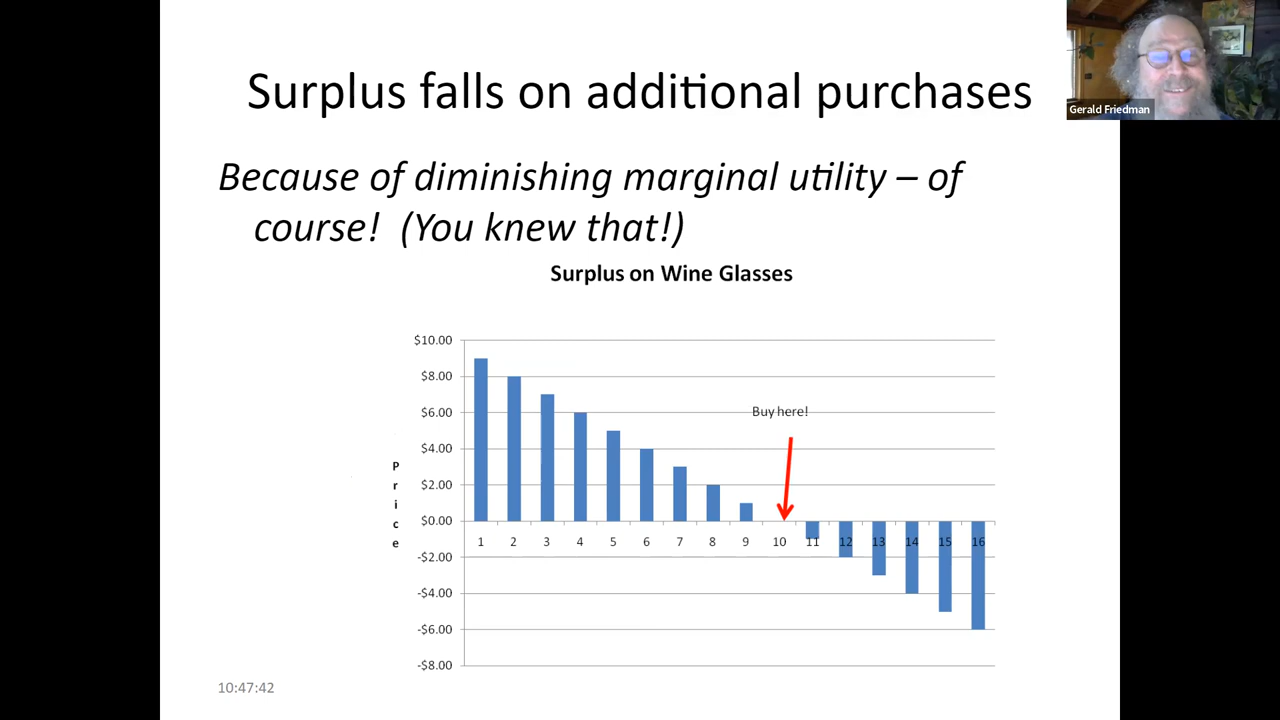 Surplus falls on additional purchases
Gerald Friedman
Because of diminishing marginal utility – of
course! (You knew that!)
Surplus on Wine Glasses
$10.00
$8.00
$6.00
$4.00
$2.00
$0.00
-$2.00
-$4.00
-$6.00
-$8.00
Price
Buy here!
1 2 3 4 5 6 7 8 9 10 11 12 13 14 15 16
10:47:42